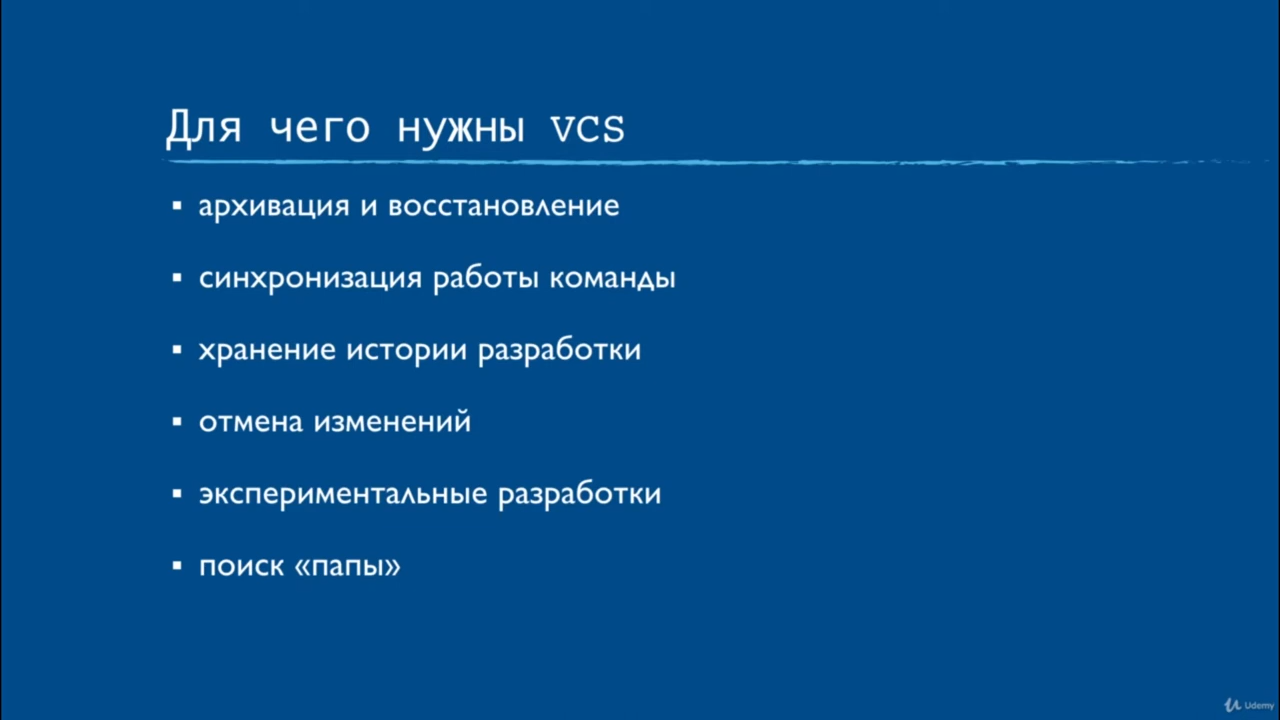 Для чего нужны VCS
▪ архивация и восстановление
▪ синхронизация работы команды
▪ хранение истории разработки
▪ отмена изменений
▪ экспериментальные разработки
▪ поиск «папы»
Udemy